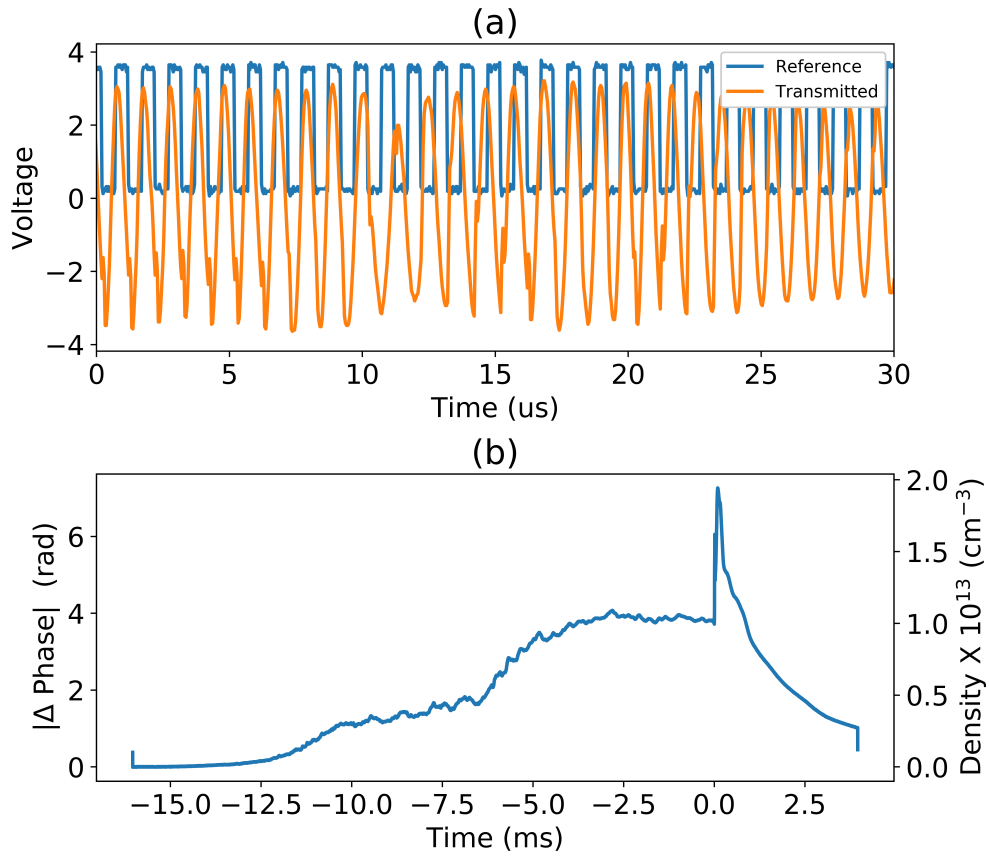 (a)
4
2
0
−2
−4
Voltage
Reference
Transmitted
0 5 10 15 20 25 30
Time (us)
(b)
6
4
2
0
|Δ Phase| (rad)
2.0
1.5
1.0
0.5
0.0
Density X 10¹³ (cm⁻³)
−15.0 −12.5 −10.0 −7.5 −5.0 −2.5 0.0 2.5
Time (ms)